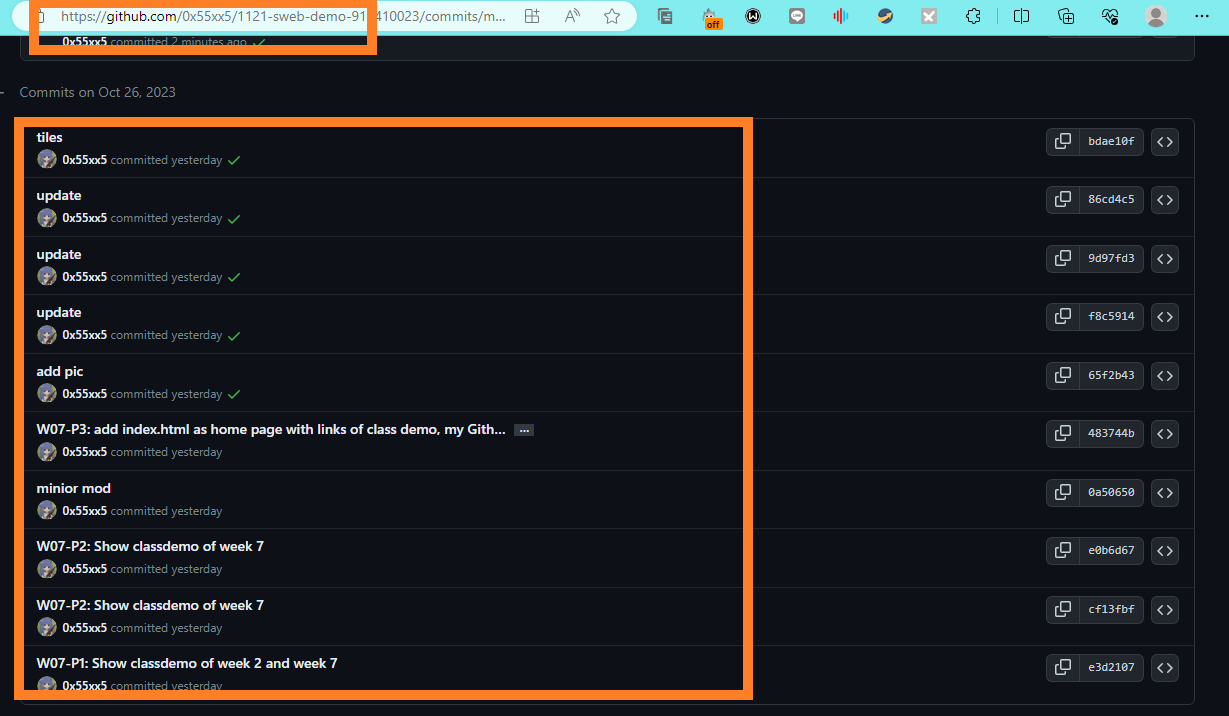 https://github.com/0x55xx5/1121-sweb-demo-91 410023/commits/m...
off
0x55xx5 committed 2 minutes ago
Commits on Oct 26, 2023
tiles
0x55xx5 committed yesterday
bdae10f
update
0x55xx5 committed yesterday
86cd4c5
update
0x55xx5 committed yesterday
9d97fd3
update
0x55xx5 committed yesterday
f8c5914
add pic
0x55xx5 committed yesterday
65f2b43
W07-P3: add index.html as home page with links of class demo, my Gith... ...
0x55xx5 committed yesterday
483744b
minior mod
0x55xx5 committed yesterday
0a50650
W07-P2: Show classdemo of week 7
0x55xx5 committed yesterday
e0b6d67
W07-P2: Show classdemo of week 7
0x55xx5 committed yesterday
cf13fbf
W07-P1: Show classdemo of week 2 and week 7
0x55xx5 committed yesterday
e3d2107